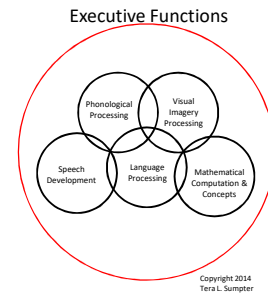 Executive Functions
Phonological
Processing
Visual
Imagery
Processing
Speech
Development
Language
Processing
Mathematical
Computation &
Concepts
Copyright 2014
Tera L. Sumpter